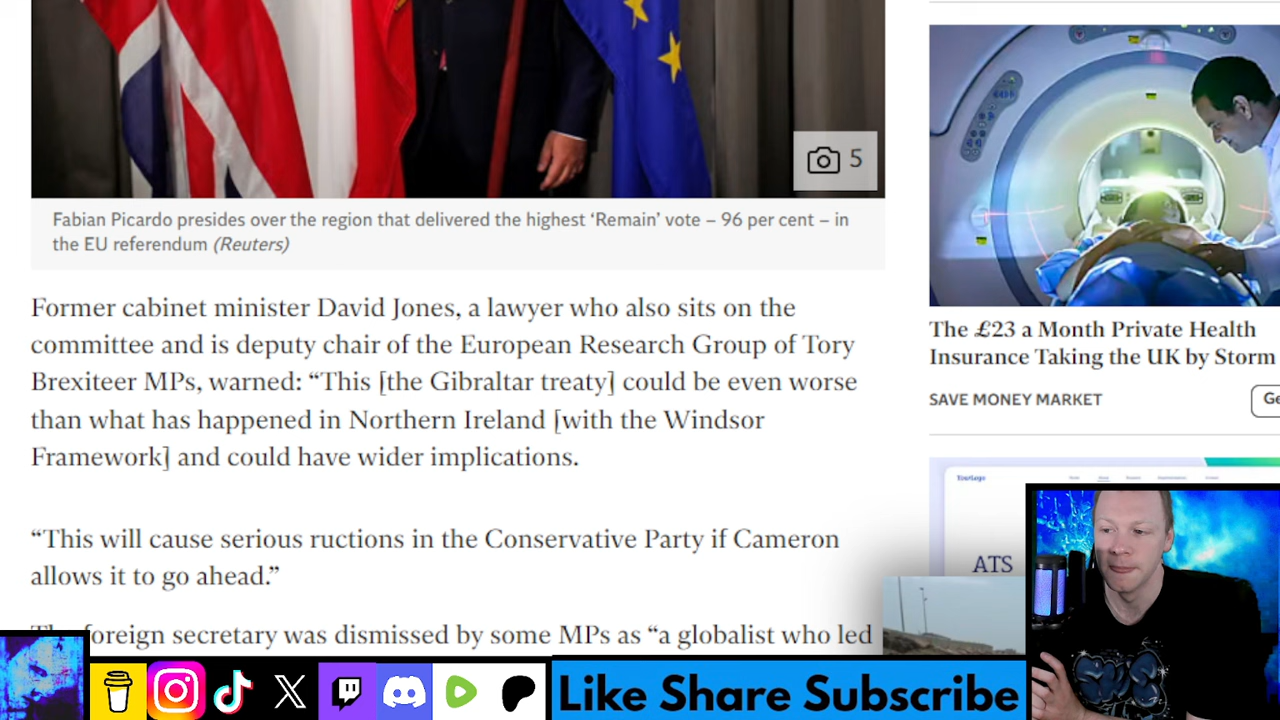 5
Fabian Picardo presides over the region that delivered the highest ‘Remain’ vote – 96 per cent – in
the EU referendum (Reuters)
Former cabinet minister David Jones, a lawyer who also sits on the
committee and is deputy chair of the European Research Group of Tory
Brexiteer MPs, warned: “This [the Gibraltar treaty] could be even worse
than what has happened in Northern Ireland [with the Windsor
Framework] and could have wider implications.
“This will cause serious ructions in the Conservative Party if Cameron
allows it to go ahead.”
foreign secretary was dismissed by some MPs as “a globalist who led
The £23 a Month Private Health
Insurance Taking the UK by Storm
SAVE MONEY MARKET
Ge
YourLogo
ATS
Like Share Subscribe